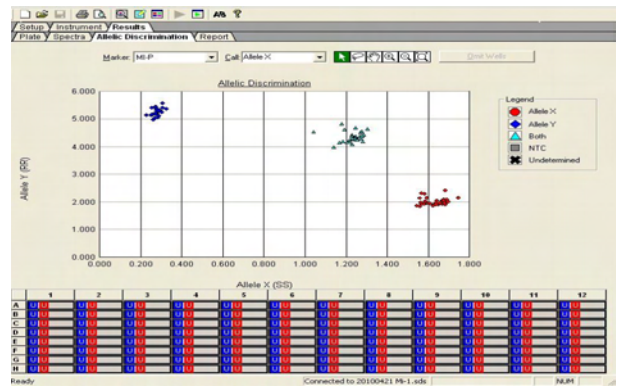 A/B ?
Setup Instrument Results
Plate Spectra Allelic Discrimination Report
Marker: MI-P Call Allele X Omit Wells
Allelic Discrimination
6.000
5.000
4.000
3.000
2.000
1.000
0.000
Allele Y (RR)
0.000 0.200 0.400 0.600 0.800 1.000 1.200 1.400 1.600 1.800
Allele X (SS)
Legend
Allele X
Allele Y
Both
NTC
Undetermined
1 2 3 4 5 6 7 8 9 10 11 12
A U U U U U U U U U U U U U U U U U U U U U U U U
B U U U U U U U U U U U U U U U U U U U U U U U U
C U U U U U U U U U U U U U U U U U U U U U U U U
D U U U U U U U U U U U U U U U U U U U U U U U U
E U U U U U U U U U U U U U U U U U U U U U U U U
F U U U U U U U U U U U U U U U U U U U U U U U U
G U U U U U U U U U U U U U U U U U U U U U U U U
H U U U U U U U U U U U U U U U U U U U U U U U U
Ready Connected to 20100421 Mi-1.sds NUM